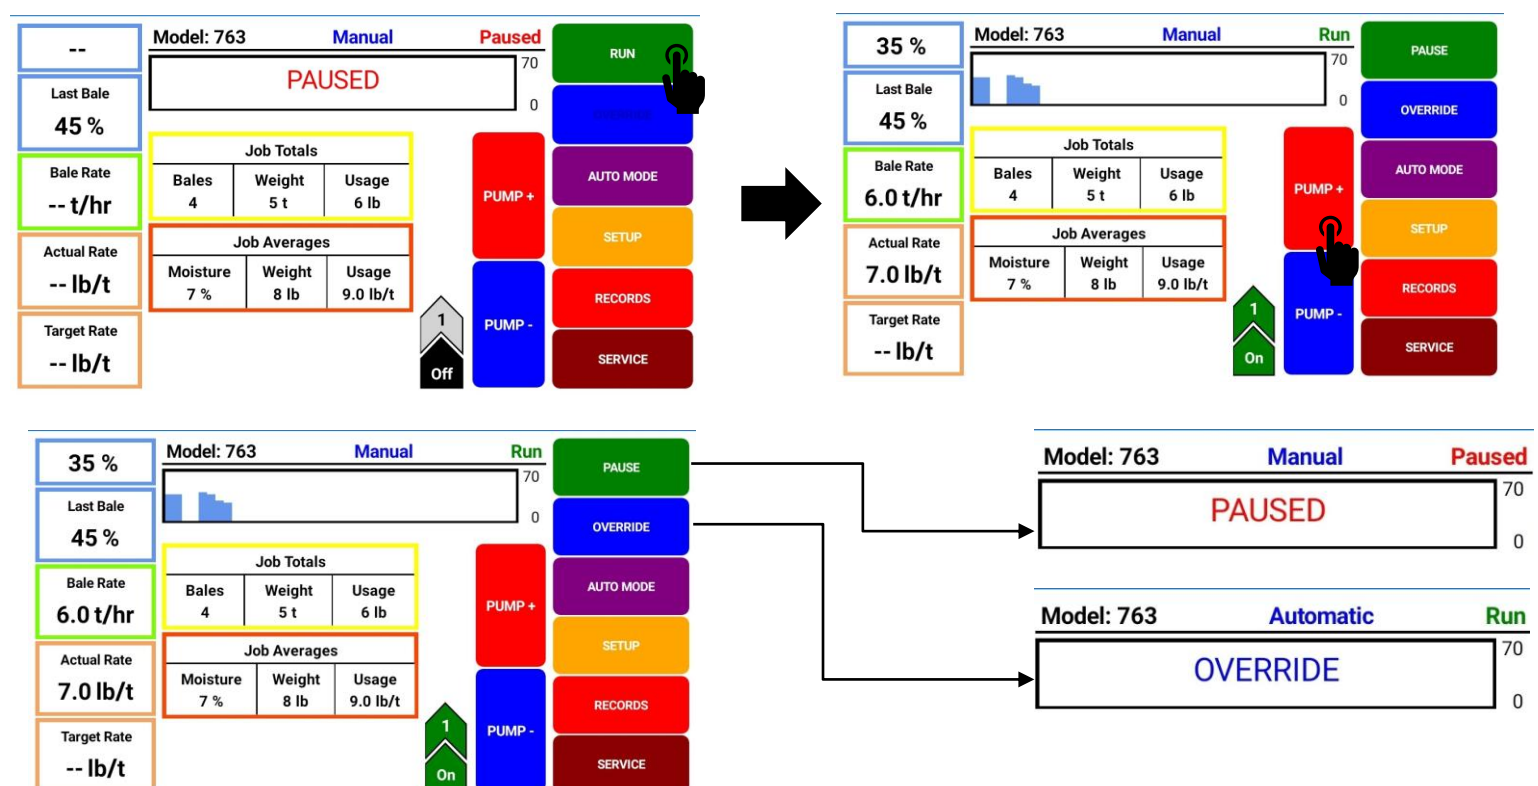 --
Model: 763 Manual Paused
PAUSED
70
0
RUN
Last Bale
45 %
Bale Rate
-- t/hr
Actual Rate
-- lb/t
Target Rate
-- lb/t
Job Totals
Bales Weight Usage
4 5 t 6 lb
Job Averages
Moisture Weight Usage
7 % 8 lb 9.0 lb/t
1
Off
PUMP +
PUMP -
OVERRIDE
AUTO MODE
SETUP
RECORDS
SERVICE
35 %
Model: 763 Manual Run
70
0
Last Bale
45 %
Bale Rate
6.0 t/hr
Actual Rate
7.0 lb/t
Target Rate
-- lb/t
Job Totals
Bales Weight Usage
4 5 t 6 lb
Job Averages
Moisture Weight Usage
7 % 8 lb 9.0 lb/t
1
On
PUMP +
PUMP -
PAUSE
OVERRIDE
AUTO MODE
SETUP
RECORDS
SERVICE
35 %
Model: 763 Manual Run
70
0
Last Bale
45 %
Bale Rate
6.0 t/hr
Actual Rate
7.0 lb/t
Target Rate
-- lb/t
Job Totals
Bales Weight Usage
4 5 t 6 lb
Job Averages
Moisture Weight Usage
7 % 8 lb 9.0 lb/t
1
On
PUMP +
PUMP -
PAUSE
OVERRIDE
AUTO MODE
SETUP
RECORDS
SERVICE
Model: 763 Manual Paused
PAUSED
70
0
Model: 763 Automatic Run
OVERRIDE
70
0